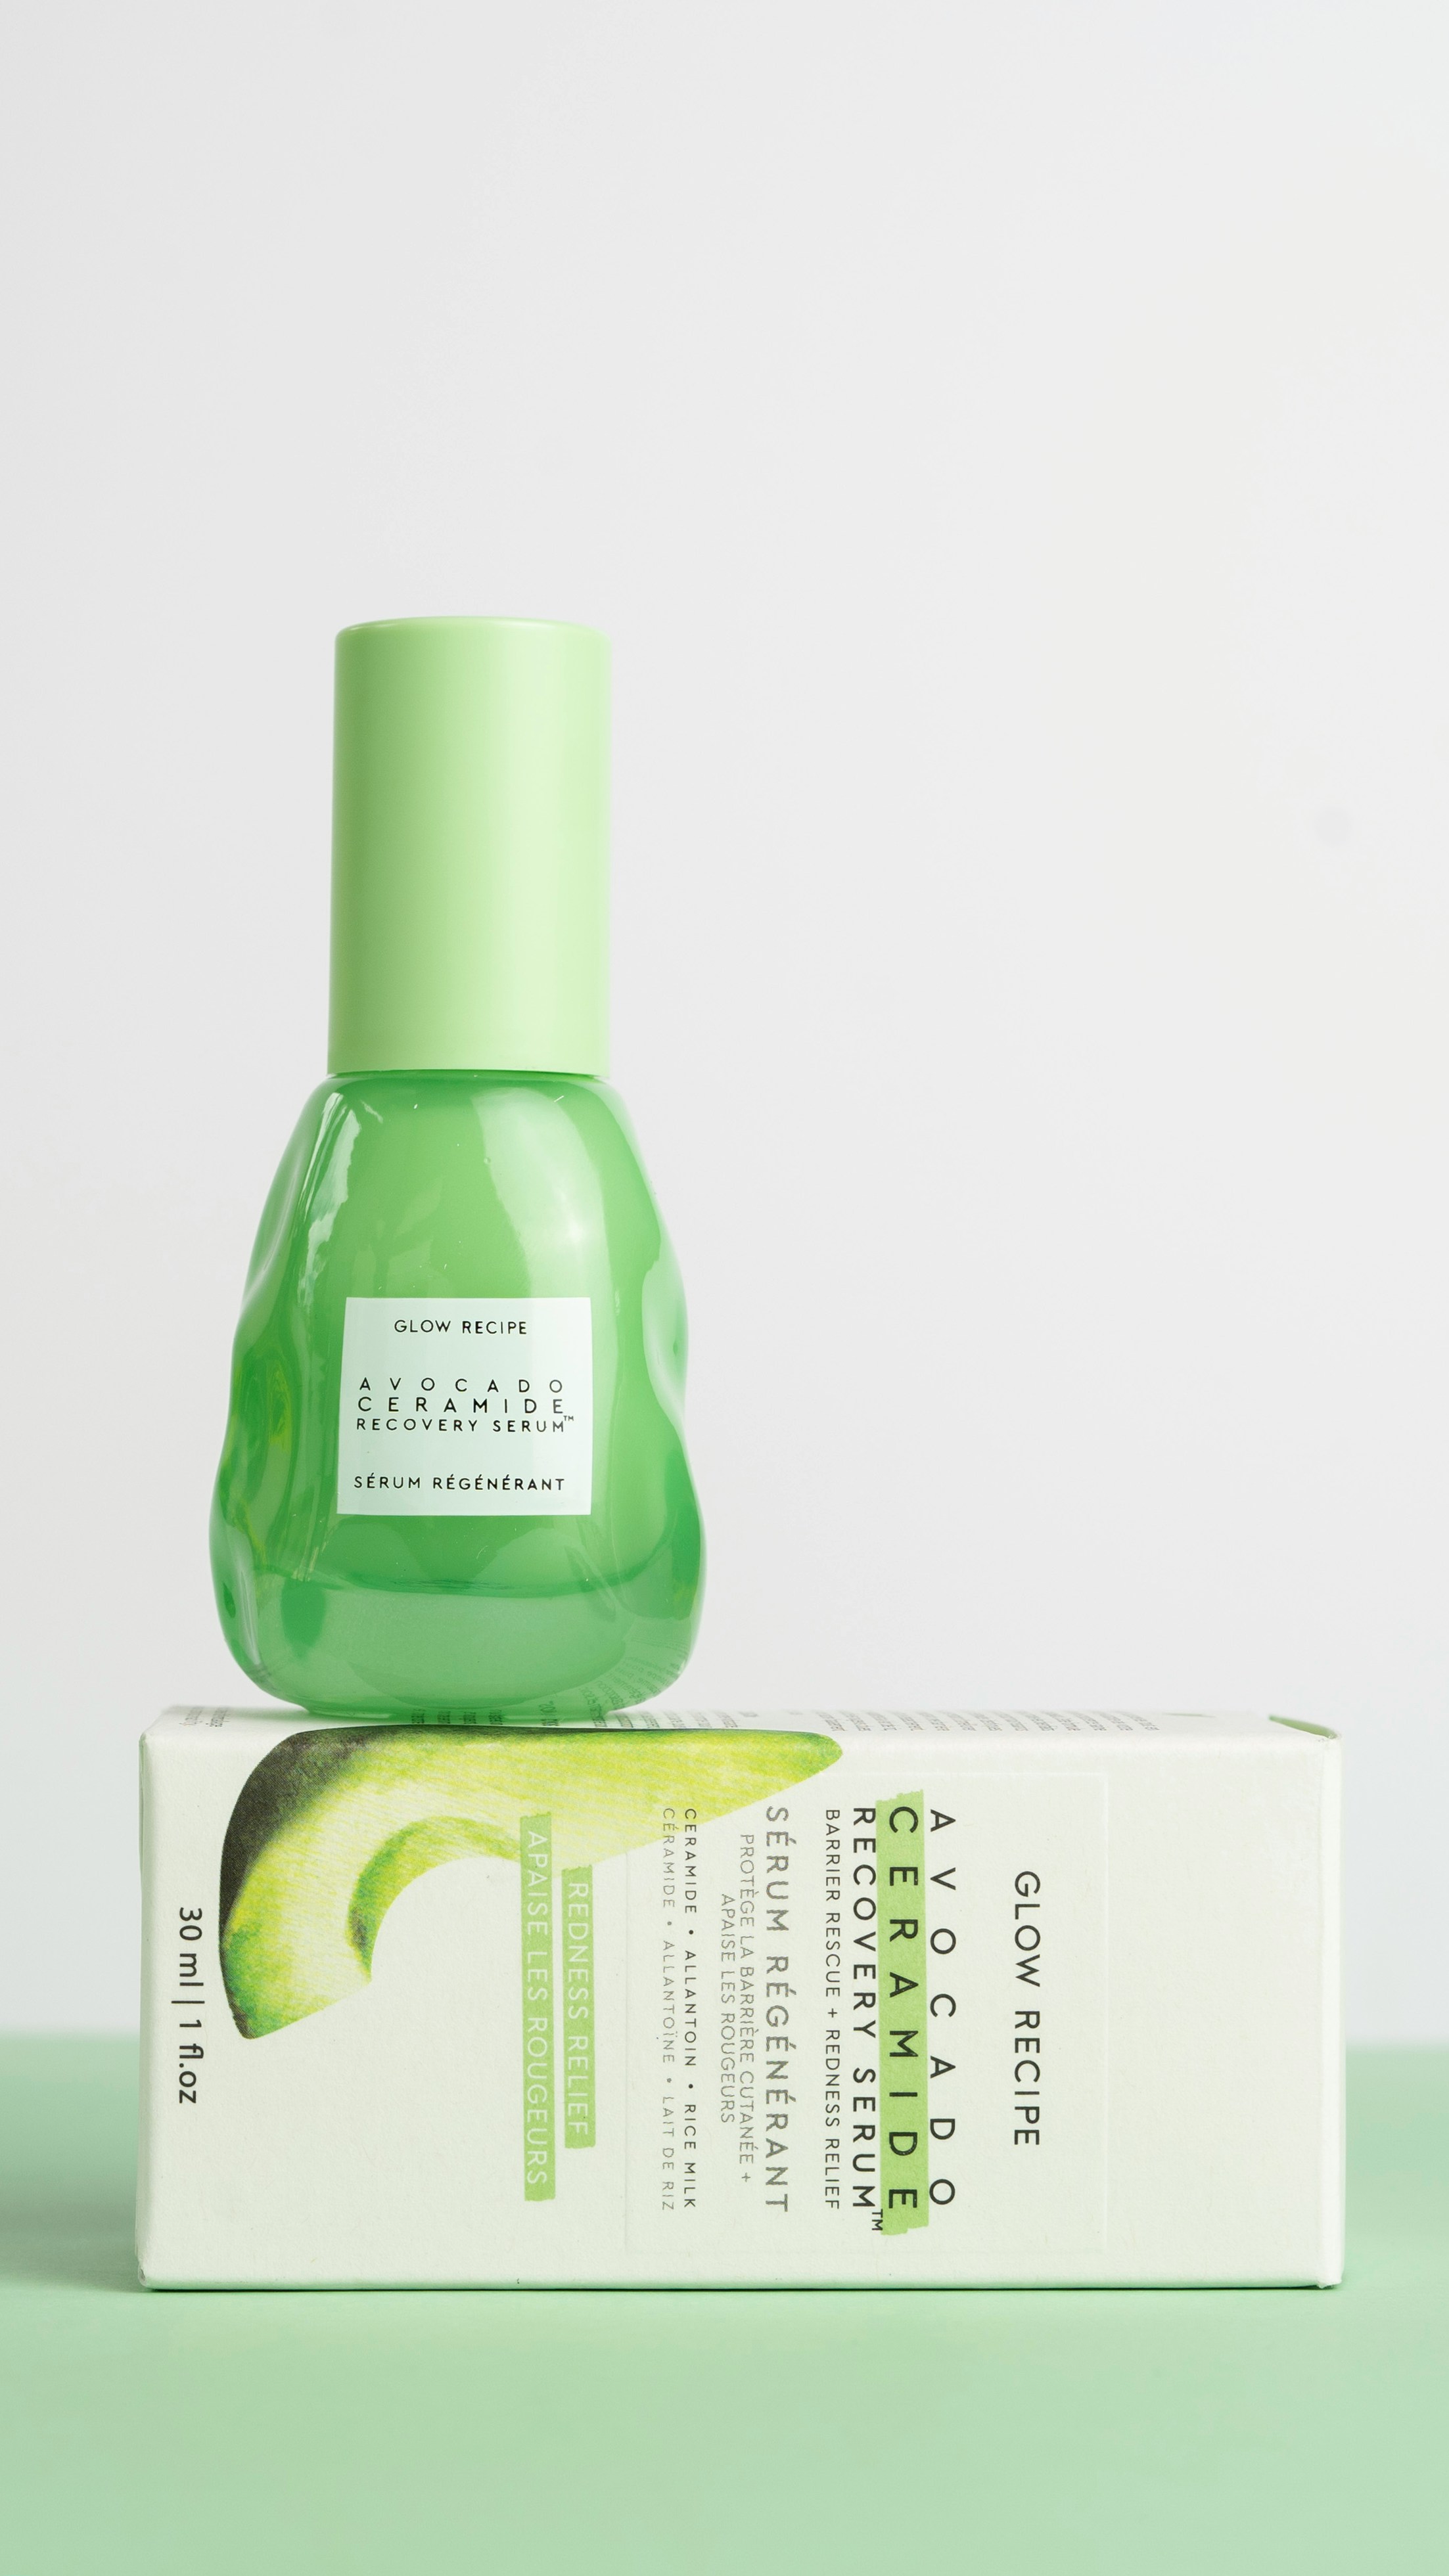 GLOW RECIPE
AVOCADO
CERAMIDE
RECOVERY SERUM™
SÉRUM RÉGÉNÉRANT
GLOW RECIPE
AVOCADO
CERAMIDE
RECOVERY SERUM™
BARRIER RESCUE + REDNESS RELIEF
SÉRUM RÉGÉNÉRANT
PROTÈGE LA BARRIÈRE CUTANÉE +
APAISE LES ROUGEURS
CERAMIDE • ALLANTOIN • RICE MILK
CÉRAMIDE • ALLANTOÏNE • LAIT DE RIZ
REDNESS RELIEF
APAISE LES ROUGEURS
30 ml | 1 fl.oz